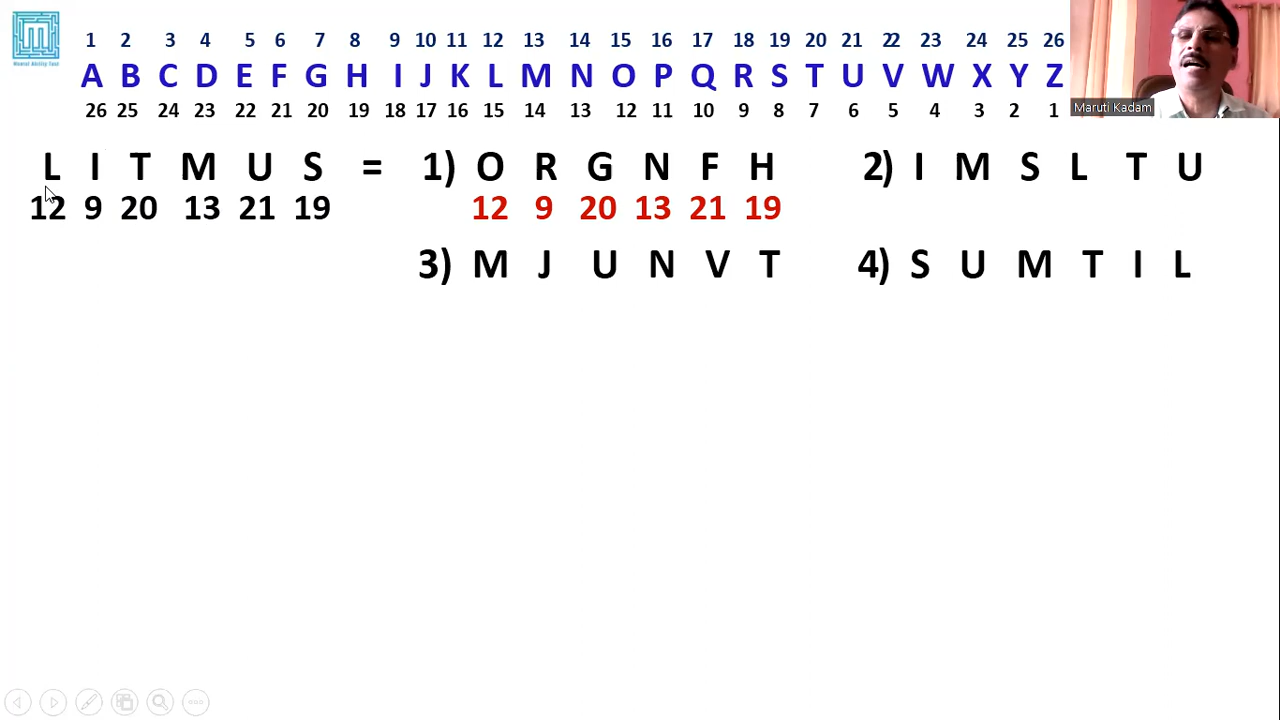 1 2 3 4 5 6 7 8 9 10 11 12 13 14 15 16 17 18 19 20 21 22 23 24 25 26
A B C D E F G H I J K L M N O P Q R S T U V W X Y Z
26 25 24 23 22 21 20 19 18 17 16 15 14 13 12 11 10 9 8 7 6 5 4 3 2 1
Maruti Kadam
L I T M U S = 1) O R G N F H 2) I M S L T U
12 9 20 13 21 19 12 9 20 13 21 19
3) M J U N V T 4) S U M T I L